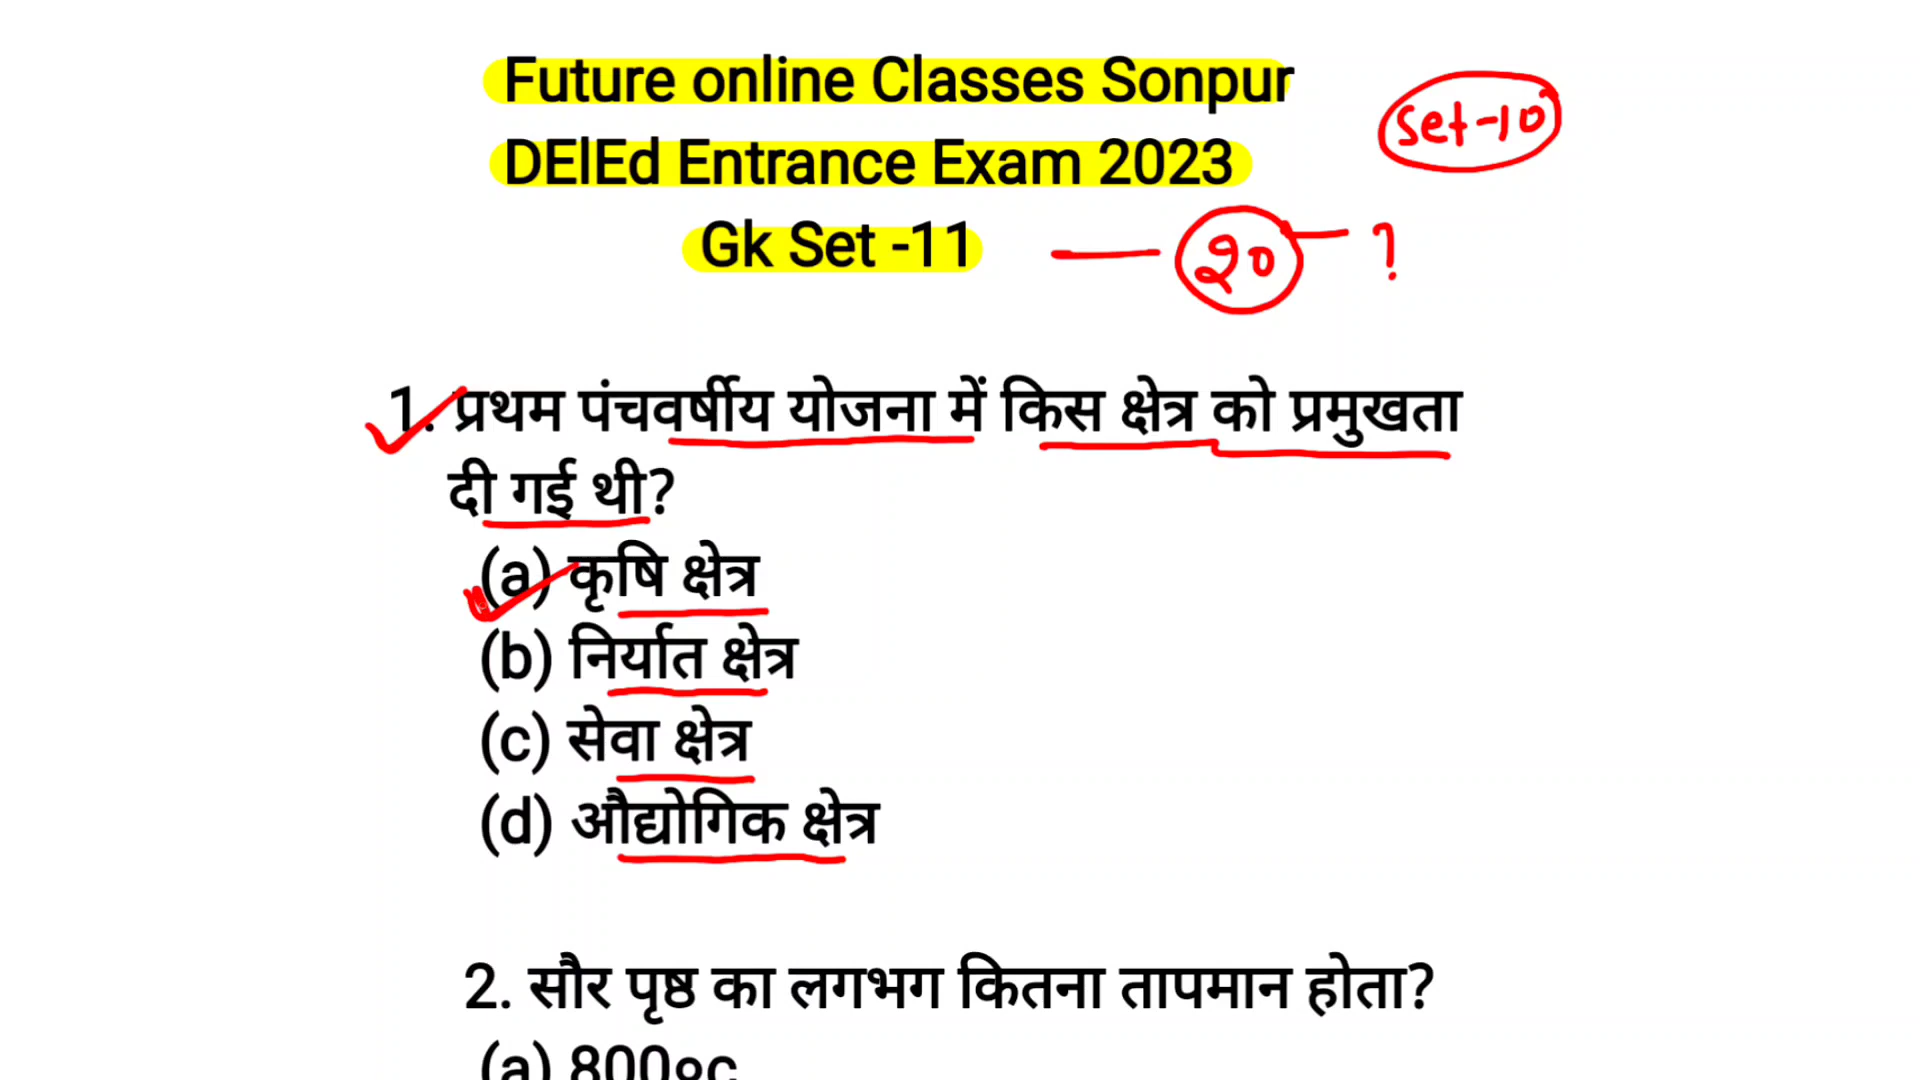 Future online Classes Sonpur
Set-10
DElEd Entrance Exam 2023
Gk Set -11 — २० — ?
1. प्रथम पंचवर्षीय योजना में किस क्षेत्र को प्रमुखता
दी गई थी?
(a) कृषि क्षेत्र
(b) निर्यात क्षेत्र
(c) सेवा क्षेत्र
(d) औद्योगिक क्षेत्र
2. सौर पृष्ठ का लगभग कितना तापमान होता?
(a) 800०c